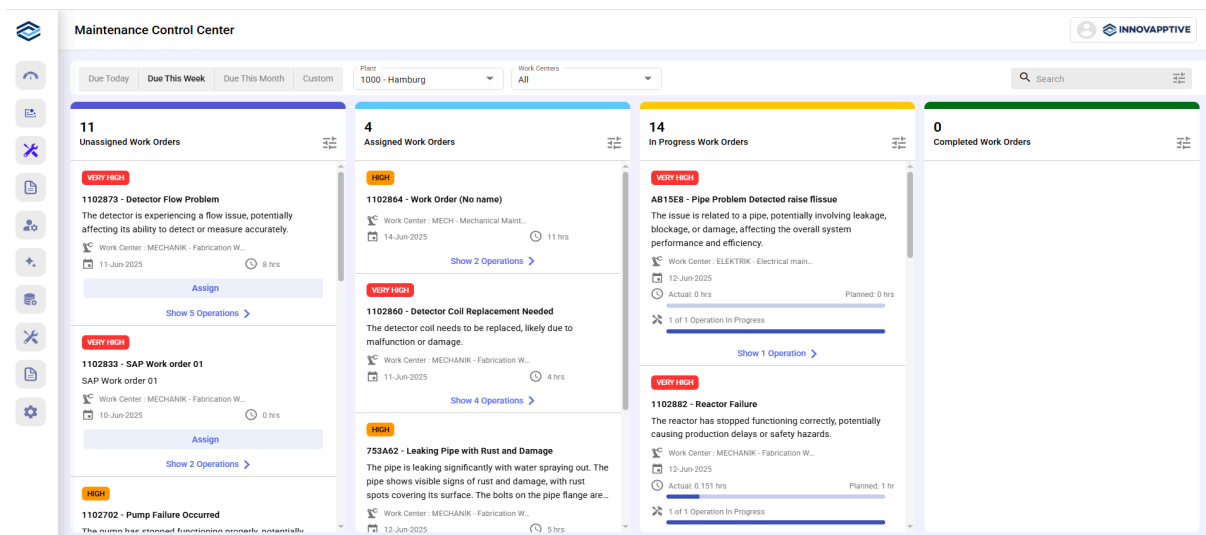 Maintenance Control Center
INNOVAPPTIVE
Due Today Due This Week Due This Month Custom
Plant
1000 - Hamburg
Work Centers
All
Search
11
Unassigned Work Orders
VERY HIGH
1102873 - Detector Flow Problem
The detector is experiencing a flow issue, potentially
affecting its ability to detect or measure accurately.
Work Center : MECHANIK - Fabrication W...
11-Jun-2025 8 hrs
Assign
Show 5 Operations
VERY HIGH
1102833 - SAP Work order 01
SAP Work order 01
Work Center : MECHANIK - Fabrication W...
10-Jun-2025 0 hrs
Assign
Show 2 Operations
HIGH
1102702 - Pump Failure Occurred
The pump has stopped functioning properly, potentially
4
Assigned Work Orders
HIGH
1102864 - Work Order (No name)
Work Center : MECH - Mechanical Maint...
14-Jun-2025 11 hrs
Show 2 Operations
VERY HIGH
1102860 - Detector Coil Replacement Needed
The detector coil needs to be replaced, likely due to
malfunction or damage.
Work Center : MECHANIK - Fabrication W...
11-Jun-2025 4 hrs
Show 4 Operations
HIGH
753A62 - Leaking Pipe with Rust and Damage
The pipe is leaking significantly with water spraying out. The
pipe shows visible signs of rust and damage, with rust
spots covering its surface. The bolts on the pipe flange are...
Work Center : MECHANIK - Fabrication W...
12-Jun-2025 5 hrs
14
In Progress Work Orders
VERY HIGH
AB15E8 - Pipe Problem Detected raise flissue
The issue is related to a pipe, potentially involving leakage,
blockage, or damage, affecting the overall system
performance and efficiency.
Work Center : ELEKTRIK - Electrical main...
12-Jun-2025
Actual: 0 hrs Planned: 0 hrs
1 of 1 Operation In Progress
Show 1 Operation
VERY HIGH
1102882 - Reactor Failure
The reactor has stopped functioning correctly, potentially
causing production delays or safety hazards.
Work Center : MECHANIK - Fabrication W...
12-Jun-2025
Actual: 0.151 hrs Planned: 1 hr
1 of 1 Operation In Progress
0
Completed Work Orders